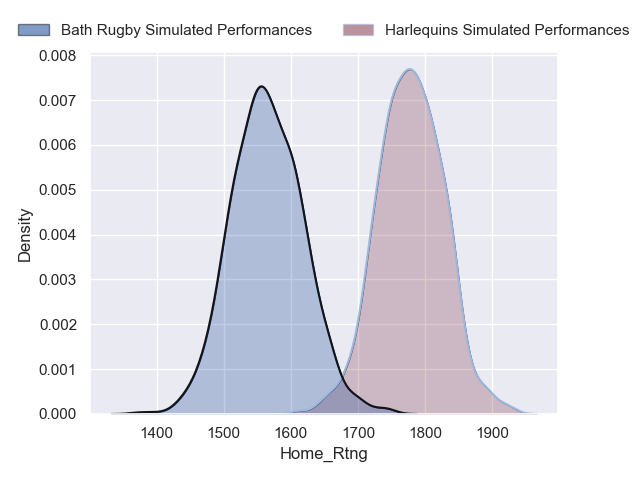 Bath Rugby Simulated Performances Harlequins Simulated Performances
0.008
0.007
0.006
0.005
0.004
0.003
0.002
0.001
0.000
Density
1400 1500 1600 1700 1800 1900
Home_Rtng